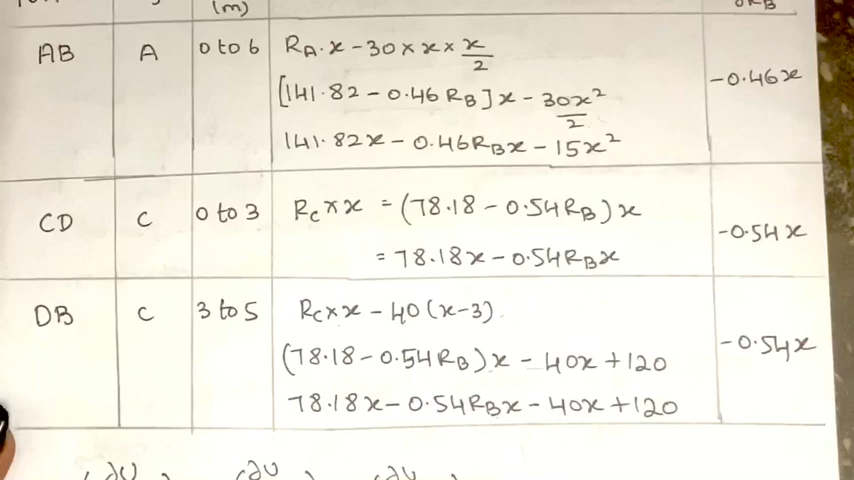 (m)
AB A 0 to 6 R_A·x - 30×x×x/2
[141.82 - 0.46 R_B]x - 30x²/2
141.82x - 0.46R_Bx - 15x²
-0.46x
CD C 0 to 3 R_C×x = (78.18 - 0.54R_B)x
= 78.18x - 0.54R_Bx
-0.54x
DB C 3 to 5 R_C×x - 40(x-3)
(78.18 - 0.54R_B)x - 40x + 120
78.18x - 0.54R_Bx - 40x + 120
-0.54x